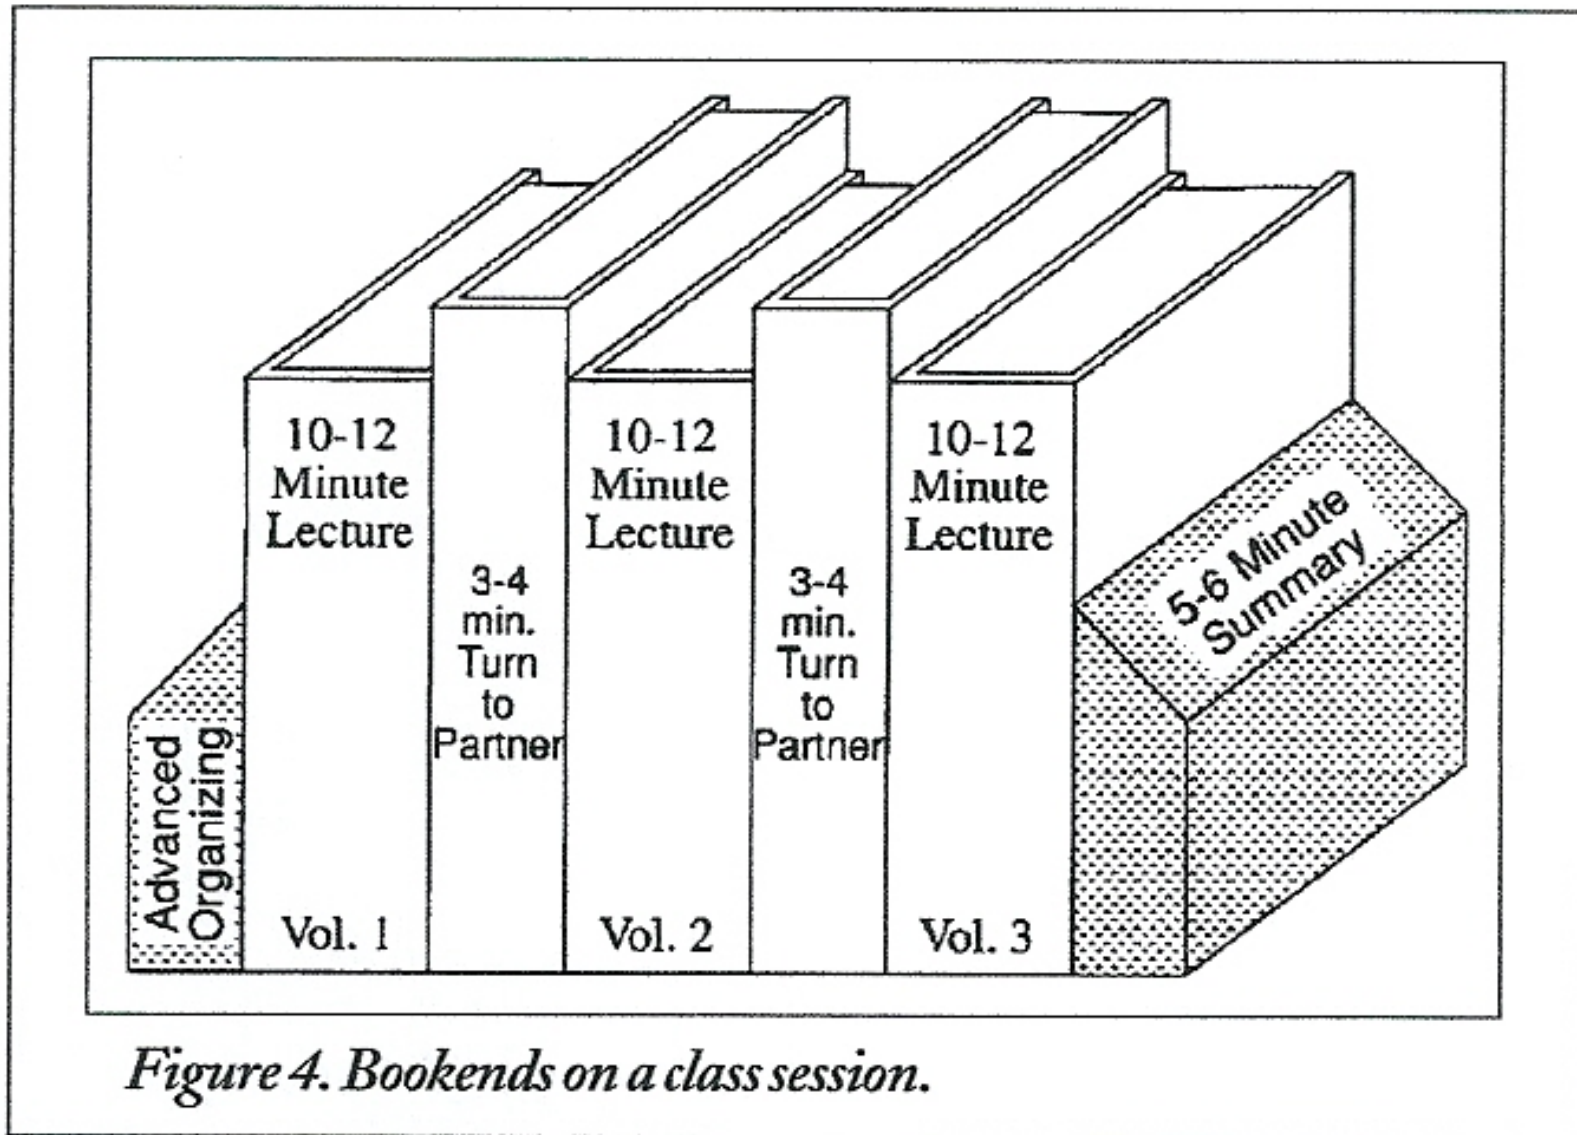 Advanced
Organizing
10-12
Minute
Lecture
Vol. 1
3-4
min.
Turn
to
Partner
10-12
Minute
Lecture
Vol. 2
3-4
min.
Turn
to
Partner
10-12
Minute
Lecture
Vol. 3
5-6 Minute
Summary
Figure 4. Bookends on a class session.